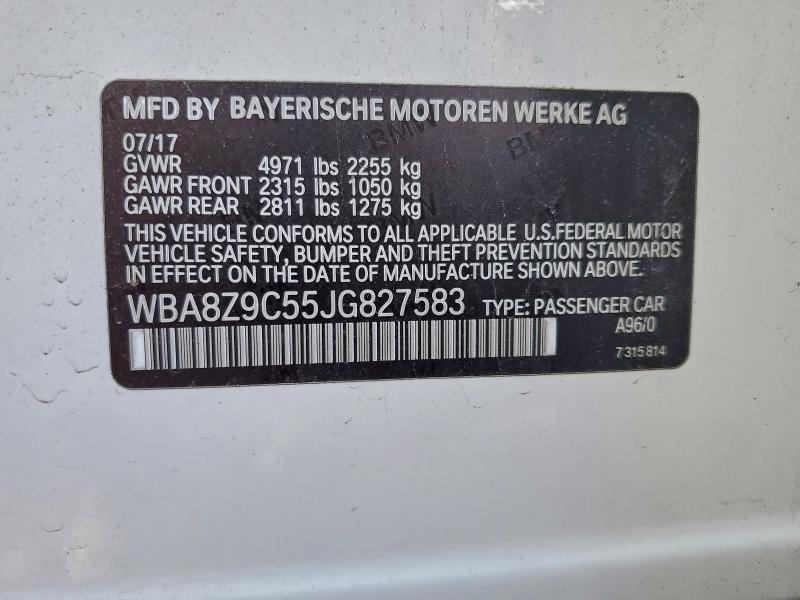 MFD BY BAYERISCHE MOTOREN WERKE AG
07/17
GVWR 4971 lbs 2255 kg
GAWR FRONT 2315 lbs 1050 kg
GAWR REAR 2811 lbs 1275 kg
THIS VEHICLE CONFORMS TO ALL APPLICABLE U.S.FEDERAL MOTOR
VEHICLE SAFETY, BUMPER AND THEFT PREVENTION STANDARDS
IN EFFECT ON THE DATE OF MANUFACTURE SHOWN ABOVE.
WBA8Z9C55JG827583 TYPE: PASSENGER CAR
A96/0
7 315 814
BMW
BMW